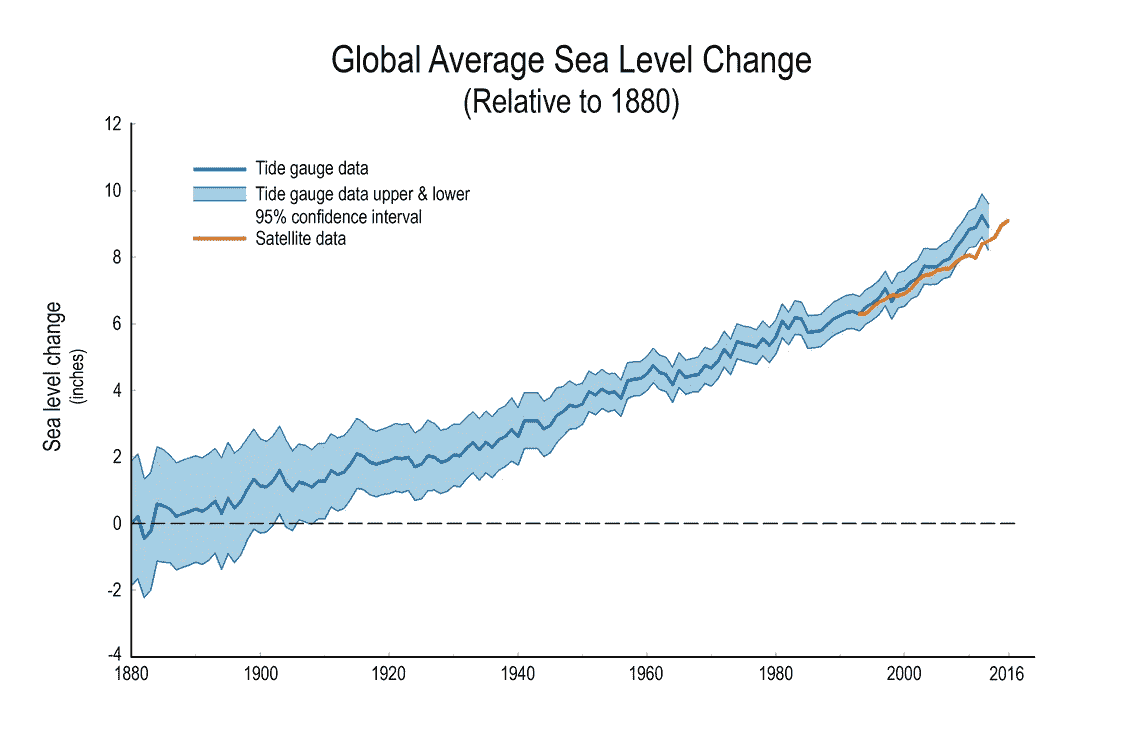 Global Average Sea Level Change
(Relative to 1880)
12
10
8
6
4
2
0
-2
-4
Sea level change
(inches)
Tide gauge data
Tide gauge data upper & lower
95% confidence interval
Satellite data
1880 1900 1920 1940 1960 1980 2000 2016